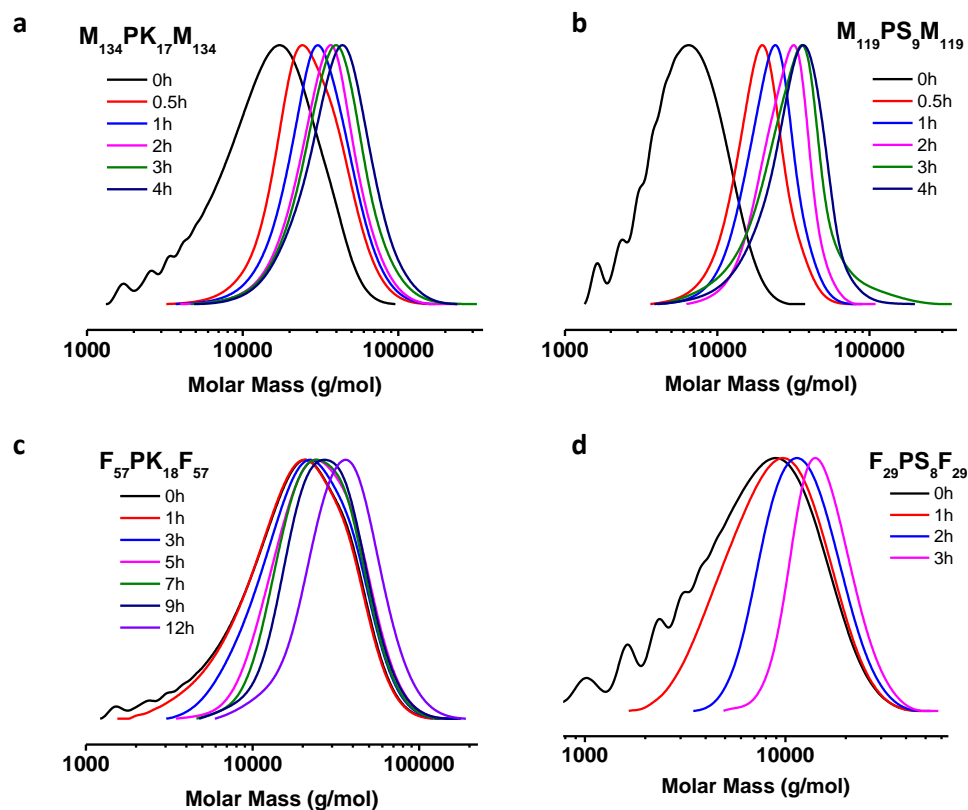 a
M₁₃₄PK₁₇M₁₃₄
0h
0.5h
1h
2h
3h
4h
1000
10000
100000
Molar Mass (g/mol)
b
M₁₁₉PS₉M₁₁₉
0h
0.5h
1h
2h
3h
4h
1000
10000
100000
Molar Mass (g/mol)
c
F₅₇PK₁₈F₅₇
0h
1h
3h
5h
7h
9h
12h
1000
10000
100000
Molar Mass (g/mol)
d
F₂₉PS₈F₂₉
0h
1h
2h
3h
1000
10000
Molar Mass (g/mol)